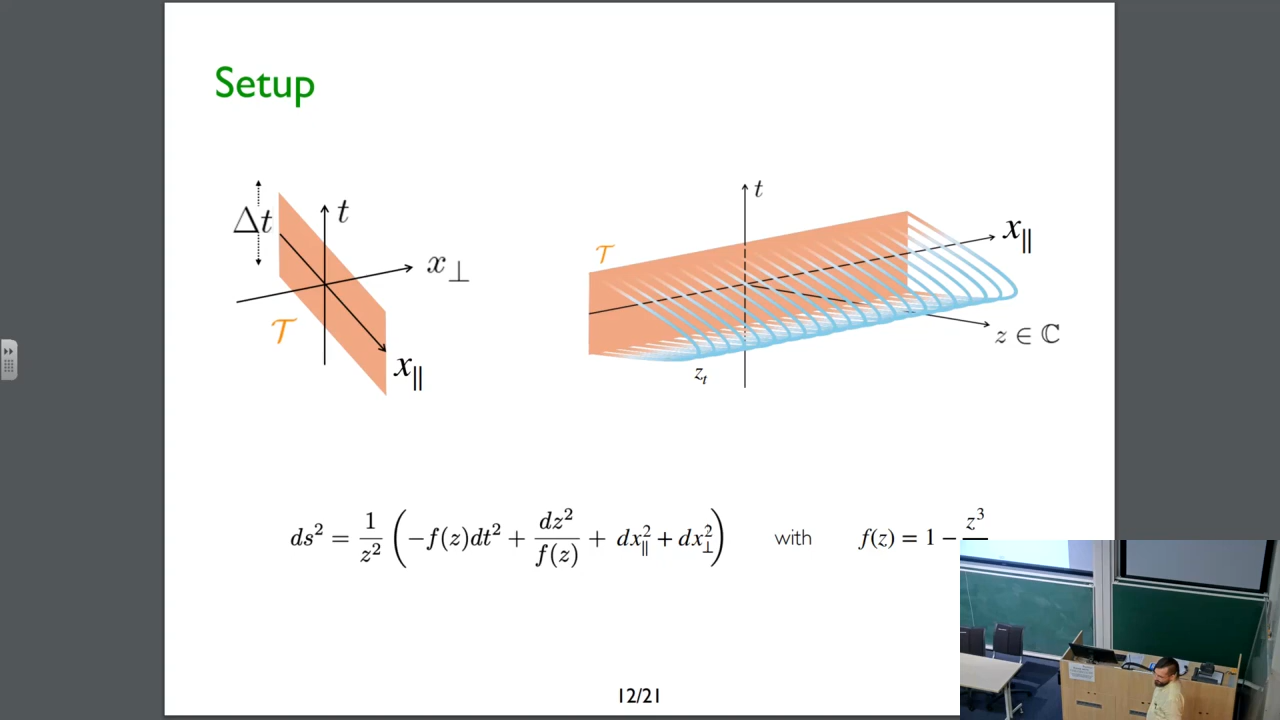 Setup
Δt
t
x⊥
𝒯
x∥
t
x∥
𝒯
z ∈ ℂ
z_t
ds² = 1/z² (−f(z)dt² + dz²/f(z) + dx∥² + dx⊥²) with f(z) = 1 − z³
12/21